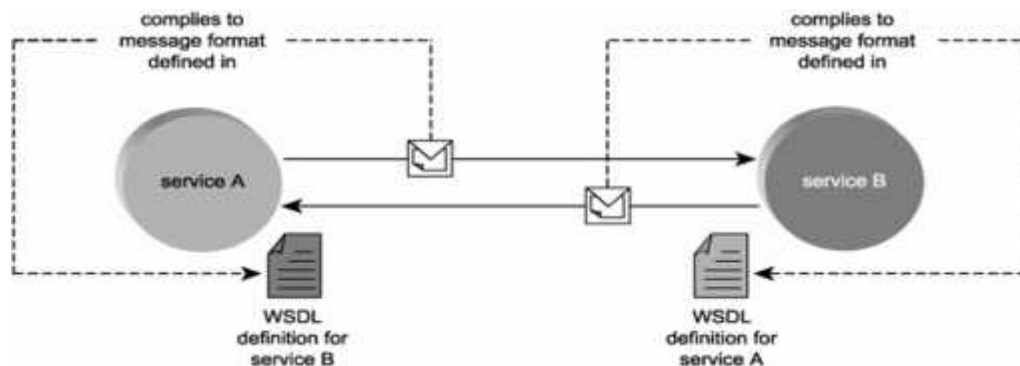 complies to
message format
defined in
complies to
message format
defined in
service A
service B
WSDL
definition for
service B
WSDL
definition for
service A